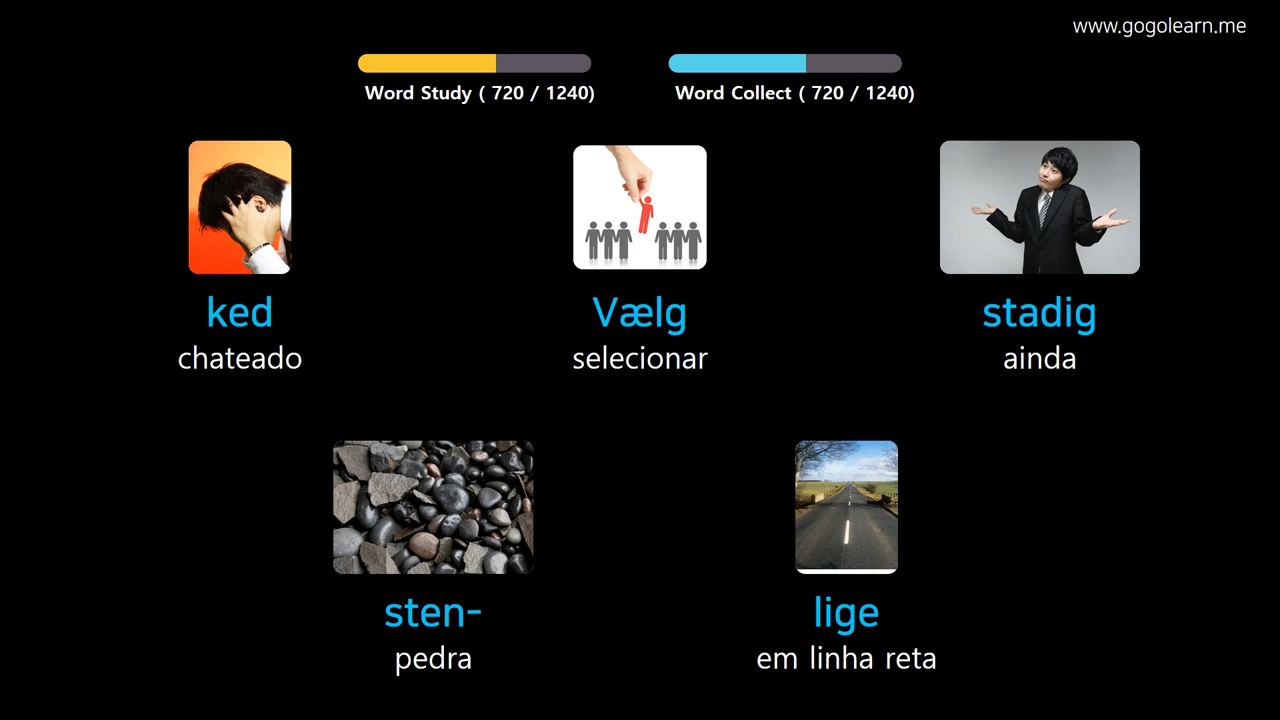 www.gogolearn.me
Word Study ( 720 / 1240)
Word Collect ( 720 / 1240)
ked
chateado
Vælg
selecionar
stadig
ainda
sten-
pedra
lige
em linha reta